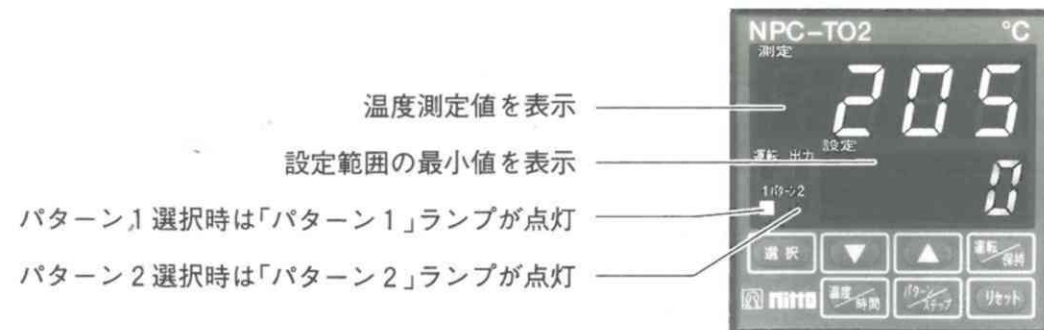 NPC-TO2 °C
測定
205
温度測定値を表示
設定範囲の最小値を表示
運転 出力 設定
0
1パターン2
パターン1選択時は「パターン1」ランプが点灯
パターン2選択時は「パターン2」ランプが点灯
選択 ▼ ▲ 運転/保持
nitto 温度/時間 パターン/ステップ リセット